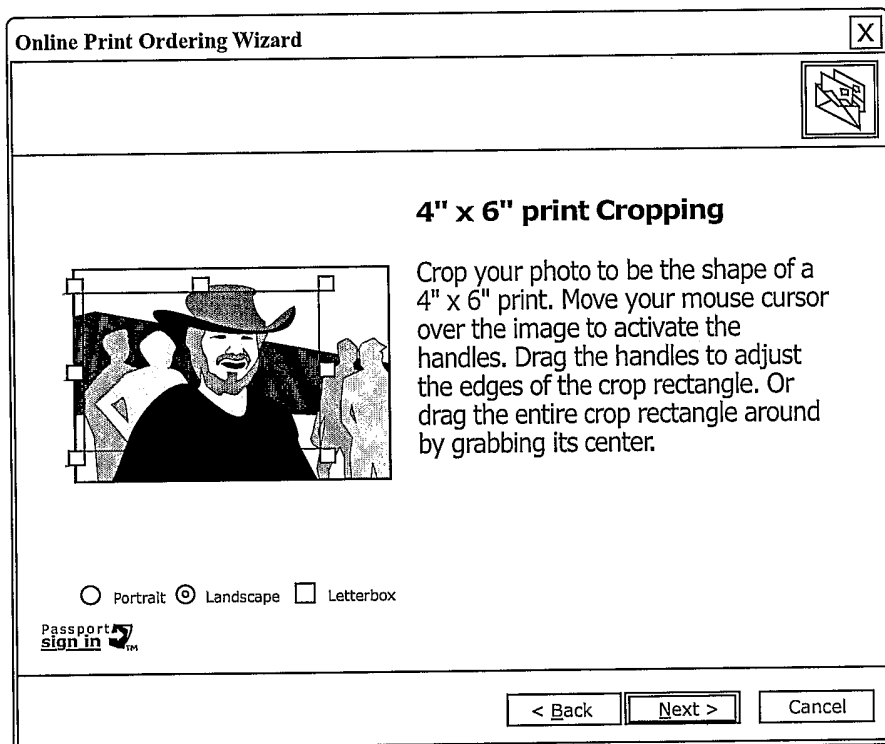 Online Print Ordering Wizard
X
4" x 6" print Cropping
Crop your photo to be the shape of a
4" x 6" print. Move your mouse cursor
over the image to activate the
handles. Drag the handles to adjust
the edges of the crop rectangle. Or
drag the entire crop rectangle around
by grabbing its center.
Portrait Landscape Letterbox
Passport
sign in TM
< Back Next > Cancel